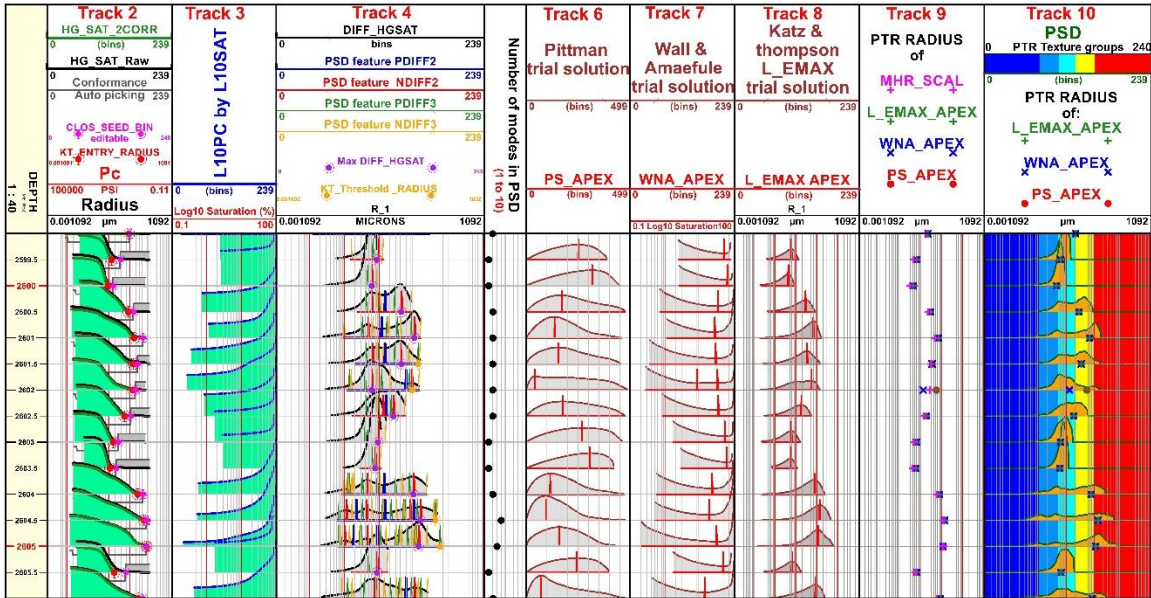 Track 2
HG_SAT_2CORR
0 (bins) 239
HG_SAT_Raw
0 239
Conformance
Auto picking
CLOS_SEED_BIN
editable
KT_ENTRY_RADIUS
Pc
100000 PSI 0.11
Radius
0.001092 µm 1092
Track 3
L10PC by L10SAT
0 (bins) 239
Log10 Saturation (%)
0.1 100
Track 4
DIFF_HGSAT
0 bins 239
PSD feature PDIFF2
0 239
PSD feature NDIFF2
0 239
PSD feature PDIFF3
0 239
PSD feature NDIFF3
0 239
Max DIFF_HGSAT
KT_Threshold_RADIUS
R_1
0.001092 MICRONS 1092
Number of modes in PSD
(1 to 10)
Track 6
Pittman
trial solution
0 (bins) 499
PS_APEX
0 (bins) 499
Track 7
Wall &
Amaefule
trial solution
0 (bins) 239
WNA_APEX
0 (bins) 239
0.1 Log10 Saturation100
Track 8
Katz &
thompson
L_EMAX
trial solution
0 (bins) 239
L_EMAX APEX
0 (bins) 239
R_1
0.001092 µm 1092
Track 9
PTR RADIUS
of
MHR_SCAL
L_EMAX_APEX
WNA_APEX
PS_APEX
0.001092 µm 1092
Track 10
PSD
0 PTR Texture groups 240
0 (bins) 239
PTR RADIUS
of:
L_EMAX_APEX
WNA_APEX
PS_APEX
0.001092 µm 1092
DEPTH
1 : 40
2599.5
2600
2600.5
2601
2601.5
2602
2602.5
2603
2603.5
2604
2604.5
2605
2605.5